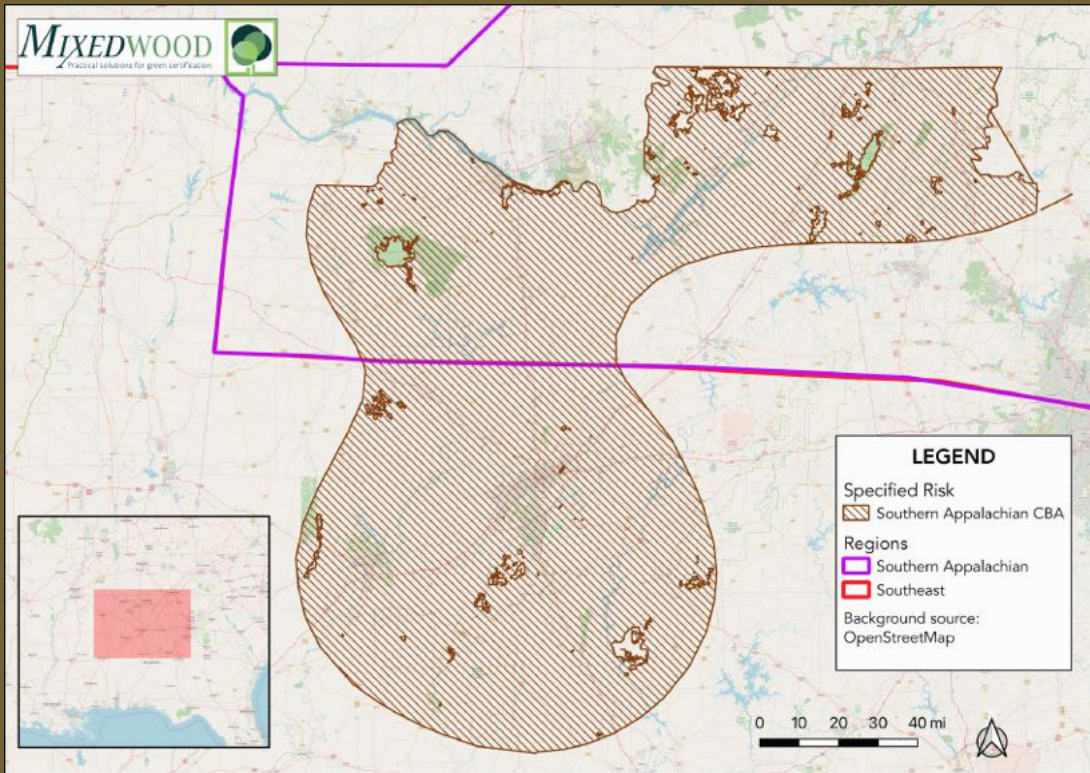 MIXEDWOOD
Practical solutions for green certification
LEGEND
Specified Risk
Southern Appalachian CBA
Regions
Southern Appalachian
Southeast
Background source:
OpenStreetMap
0 10 20 30 40 mi